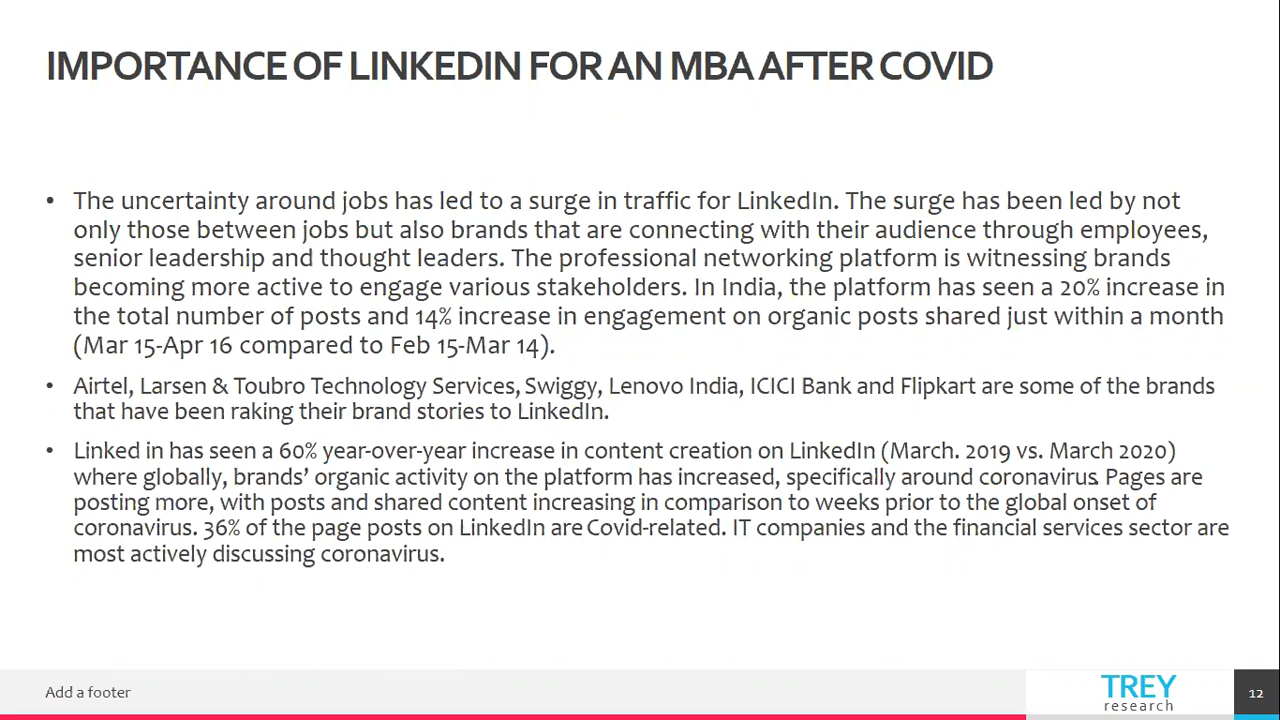 IMPORTANCE OF LINKEDIN FOR AN MBA AFTER COVID
• The uncertainty around jobs has led to a surge in traffic for LinkedIn. The surge has been led by not
only those between jobs but also brands that are connecting with their audience through employees,
senior leadership and thought leaders. The professional networking platform is witnessing brands
becoming more active to engage various stakeholders. In India, the platform has seen a 20% increase in
the total number of posts and 14% increase in engagement on organic posts shared just within a month
(Mar 15-Apr 16 compared to Feb 15-Mar 14).
• Airtel, Larsen & Toubro Technology Services, Swiggy, Lenovo India, ICICI Bank and Flipkart are some of the brands
that have been raking their brand stories to LinkedIn.
• Linked in has seen a 60% year-over-year increase in content creation on LinkedIn (March. 2019 vs. March 2020)
where globally, brands’ organic activity on the platform has increased, specifically around coronavirus. Pages are
posting more, with posts and shared content increasing in comparison to weeks prior to the global onset of
coronavirus. 36% of the page posts on LinkedIn are Covid-related. IT companies and the financial services sector are
most actively discussing coronavirus.
Add a footer
TREY
research
12